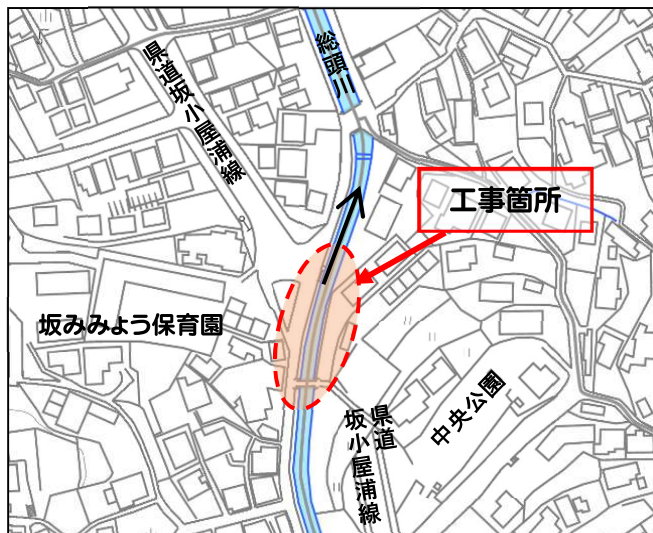 総頭川
県道坂小屋浦線
工事箇所
坂みみょう保育園
県道
坂小屋浦線
中央公園